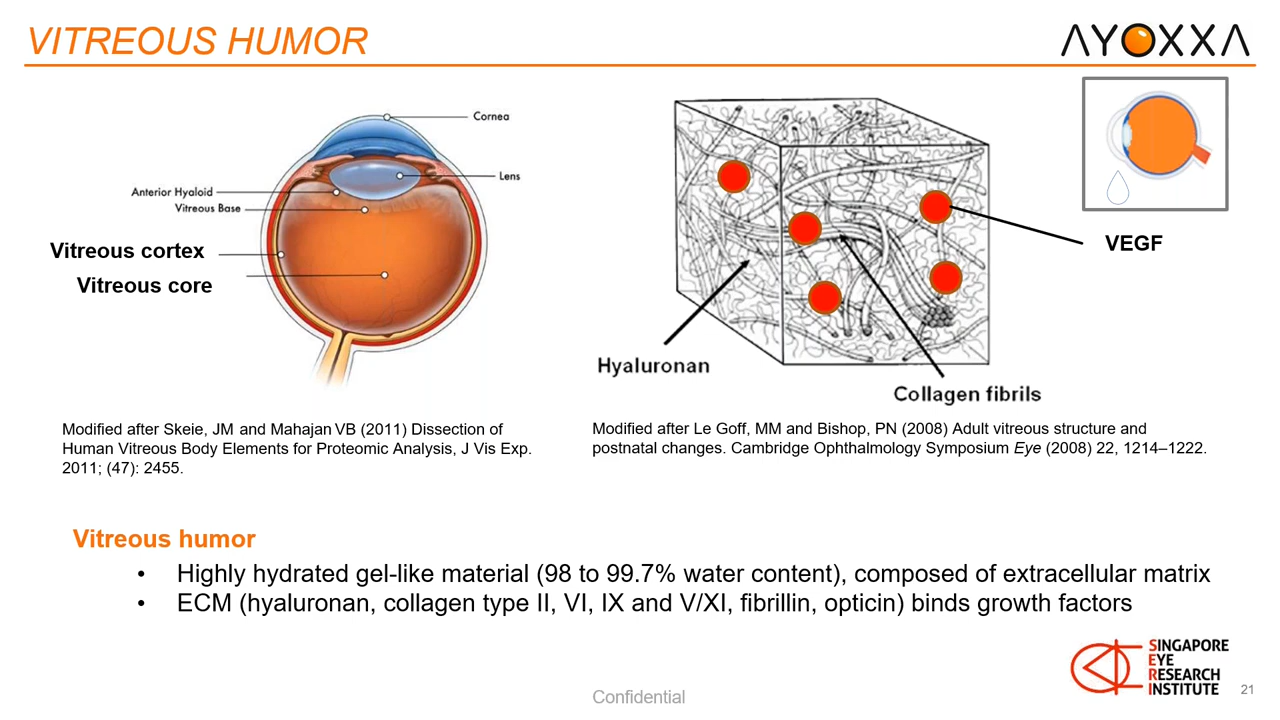 VITREOUS HUMOR
AYOXXA
Cornea
Lens
Anterior Hyaloid
Vitreous Base
Vitreous cortex
Vitreous core
VEGF
Hyaluronan
Collagen fibrils
Modified after Skeie, JM and Mahajan VB (2011) Dissection of
Human Vitreous Body Elements for Proteomic Analysis, J Vis Exp.
2011; (47): 2455.
Modified after Le Goff, MM and Bishop, PN (2008) Adult vitreous structure and
postnatal changes. Cambridge Ophthalmology Symposium Eye (2008) 22, 1214–1222.
Vitreous humor
• Highly hydrated gel-like material (98 to 99.7% water content), composed of extracellular matrix
• ECM (hyaluronan, collagen type II, VI, IX and V/XI, fibrillin, opticin) binds growth factors
SINGAPORE
EYE
RESEARCH
INSTITUTE
Confidential
21